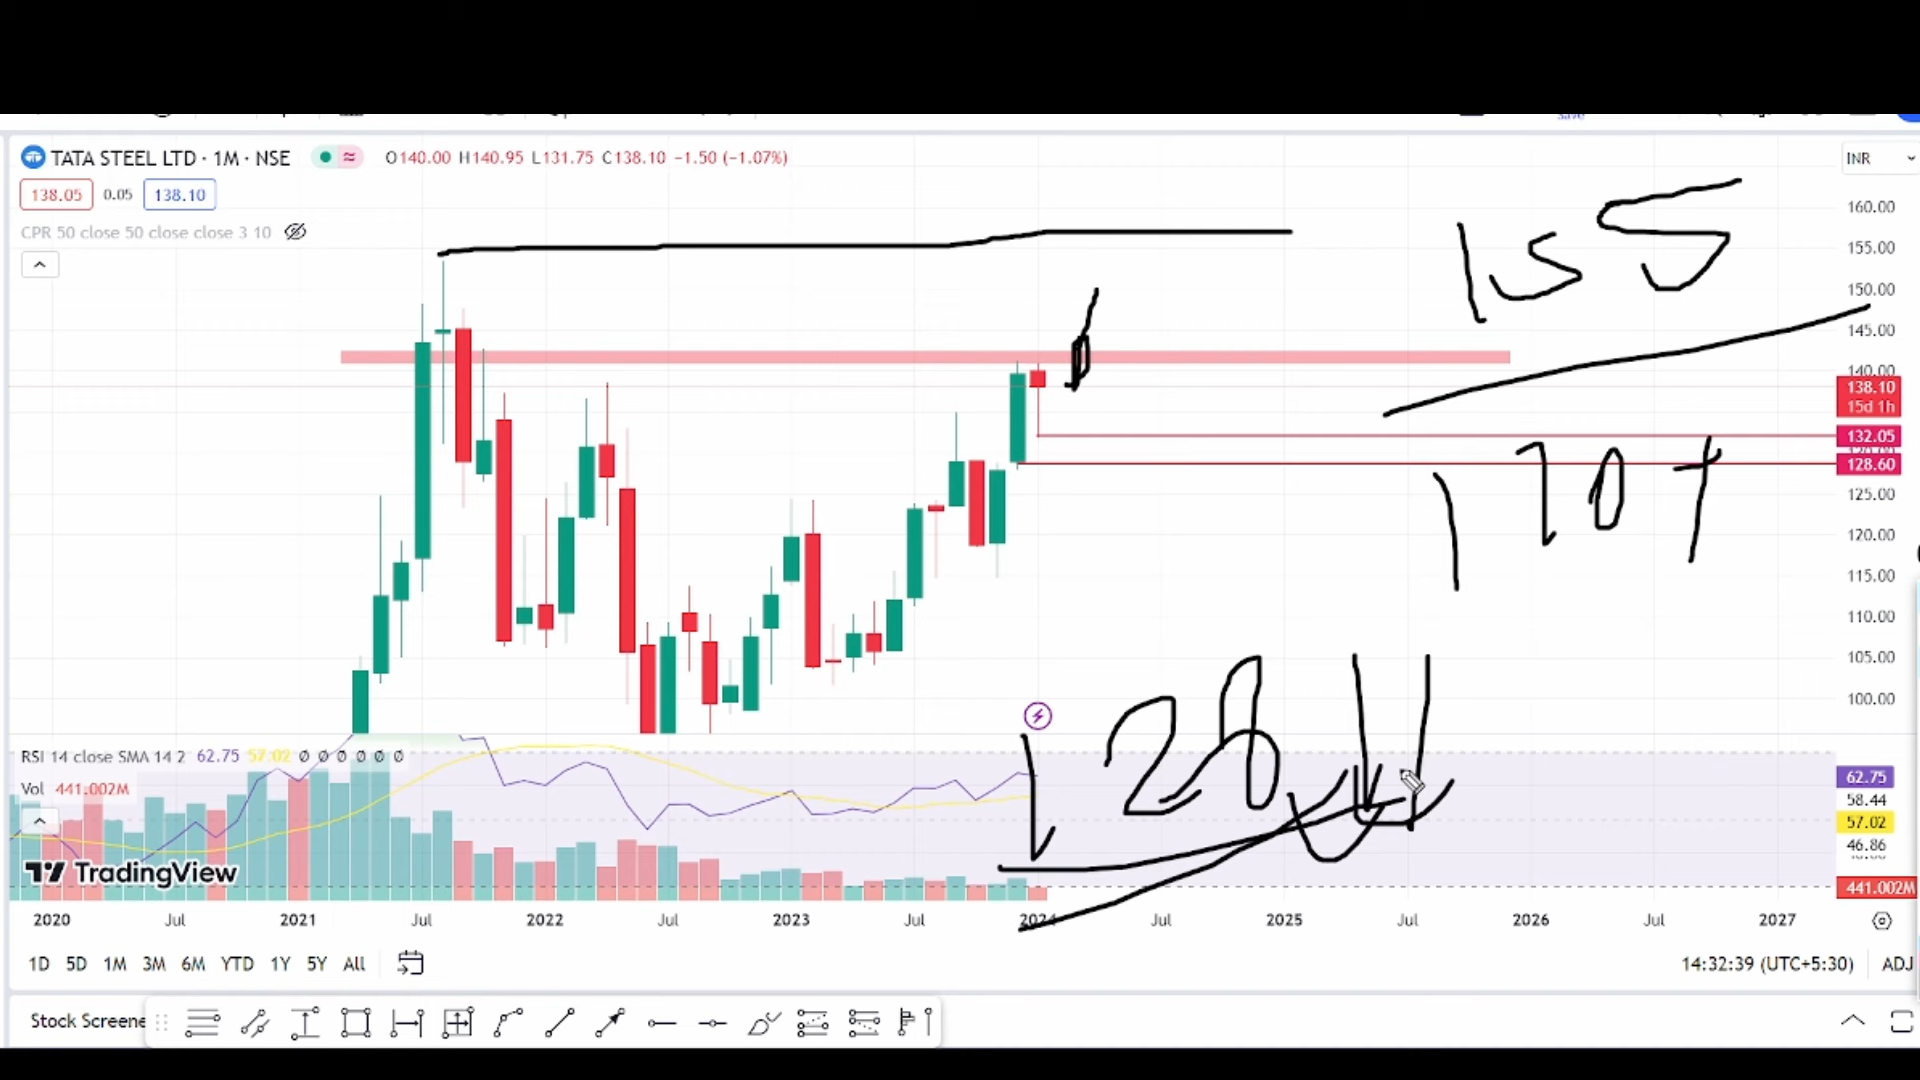 TATA STEEL LTD · 1M · NSE O140.00 H140.95 L131.75 C138.10 −1.50 (−1.07%) INR
138.05 0.05 138.10
CPR 50 close 50 close close 3 10
160.00
155.00
150.00
145.00
140.00
138.10
15d 1h
132.05
128.60
125.00
120.00
115.00
110.00
105.00
100.00
155
170+
128
RSI 14 close SMA 14 2 62.75 57.02 ∅ ∅ ∅ ∅ ∅ ∅
Vol 441.002M
62.75
58.44
57.02
46.86
441.002M
TradingView
2020 Jul 2021 Jul 2022 Jul 2023 Jul 2024 Jul 2025 Jul 2026 Jul 2027
1D 5D 1M 3M 6M YTD 1Y 5Y All 14:32:39 (UTC+5:30) ADJ
Stock Screene